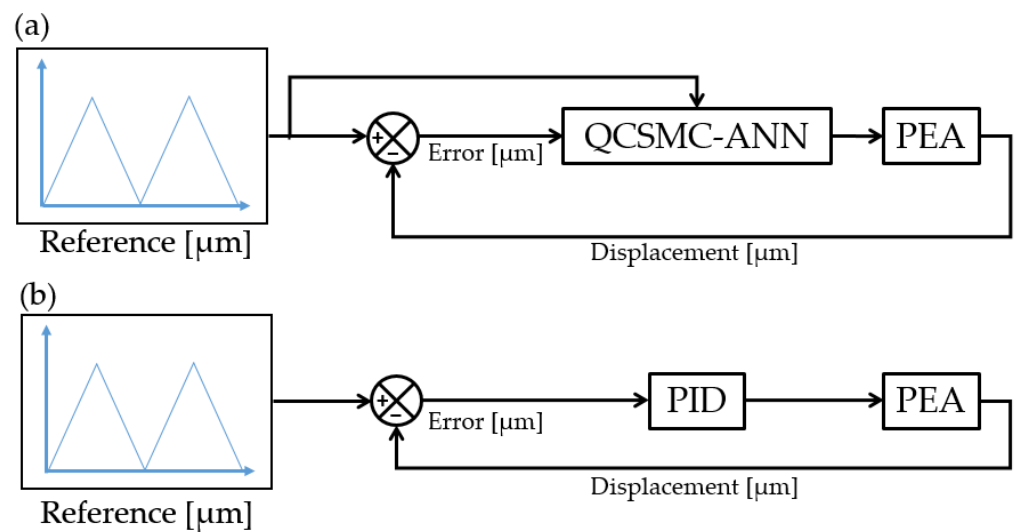 (a)
+
−
Error [µm]
QCSMC-ANN
PEA
Reference [µm]
Displacement [µm]
(b)
+
−
Error [µm]
PID
PEA
Displacement [µm]
Reference [µm]